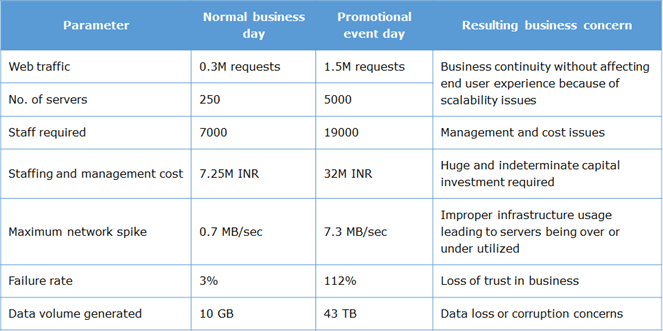 Parameter
Normal business
day
Promotional
event day
Resulting business concern
Web traffic
0.3M requests
1.5M requests
Business continuity without affecting
end user experience because of
scalability issues
No. of servers
250
5000
Staff required
7000
19000
Management and cost issues
Staffing and management cost
7.25M INR
32M INR
Huge and indeterminate capital
investment required
Maximum network spike
0.7 MB/sec
7.3 MB/sec
Improper infrastructure usage
leading to servers being over or
under utilized
Failure rate
3%
112%
Loss of trust in business
Data volume generated
10 GB
43 TB
Data loss or corruption concerns